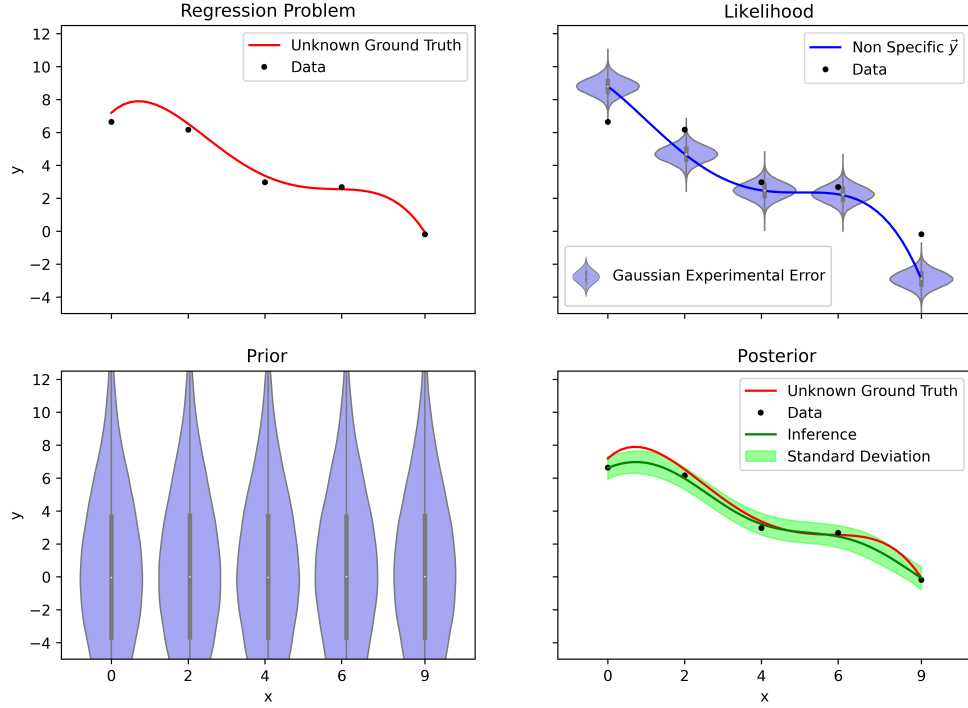 Regression Problem
Unknown Ground Truth
Data
12
10
8
6
4
2
0
−2
−4
y
Likelihood
Non Specific $\vec{y}$
Data
Gaussian Experimental Error
Prior
12
10
8
6
4
2
0
−2
−4
y
0 2 4 6 9
x
Posterior
Unknown Ground Truth
Data
Inference
Standard Deviation
0 2 4 6 9
x